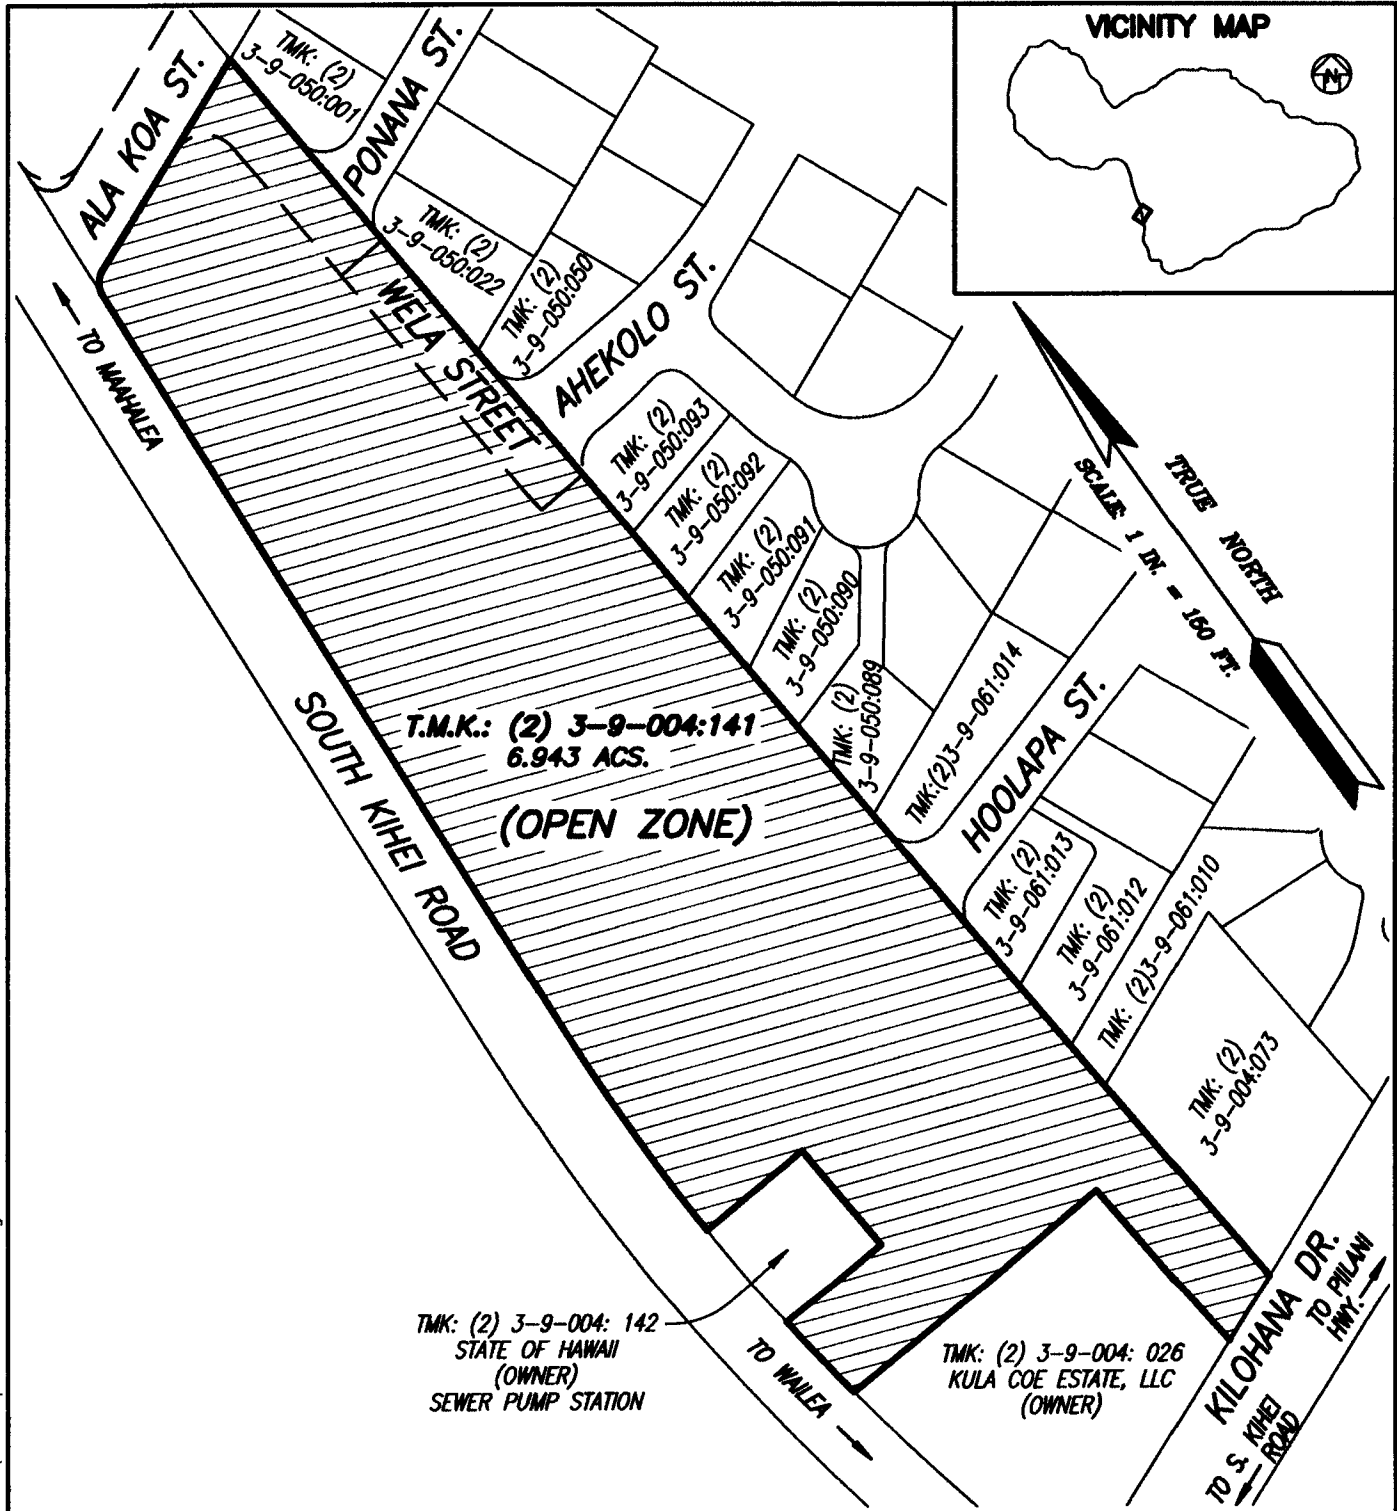 VICINITY MAP
N
ALA KOA ST.
TMK: (2)
3-9-050:001
PONANA ST.
TMK: (2)
3-9-050:022
TMK: (2)
3-9-050:050
AHEKOLO ST.
WELA STREET
TO MAAHALEA
TMK: (2)
3-9-050:093
TMK: (2)
3-9-050:092
TMK: (2)
3-9-050:091
TMK: (2)
3-9-050:090
TMK: (2)
3-9-050:089
TRUE NORTH
SCALE: 1 IN. = 160 FT.
TMK:(2)3-9-061:014
HOOLAPA ST.
T.M.K.: (2) 3-9-004:141
6.943 ACS.
(OPEN ZONE)
SOUTH KIHEI ROAD
TMK: (2)
3-9-061:013
TMK: (2)
3-9-061:012
TMK: (2)3-9-061:010
TMK: (2)
3-9-004:073
TMK: (2) 3-9-004: 142
STATE OF HAWAII
(OWNER)
SEWER PUMP STATION
TO WAILEA
TMK: (2) 3-9-004: 026
KULA COE ESTATE, LLC
(OWNER)
KILOHANA DR.
TO PIILANI
HWY.
TO S. KIHEI
ROAD